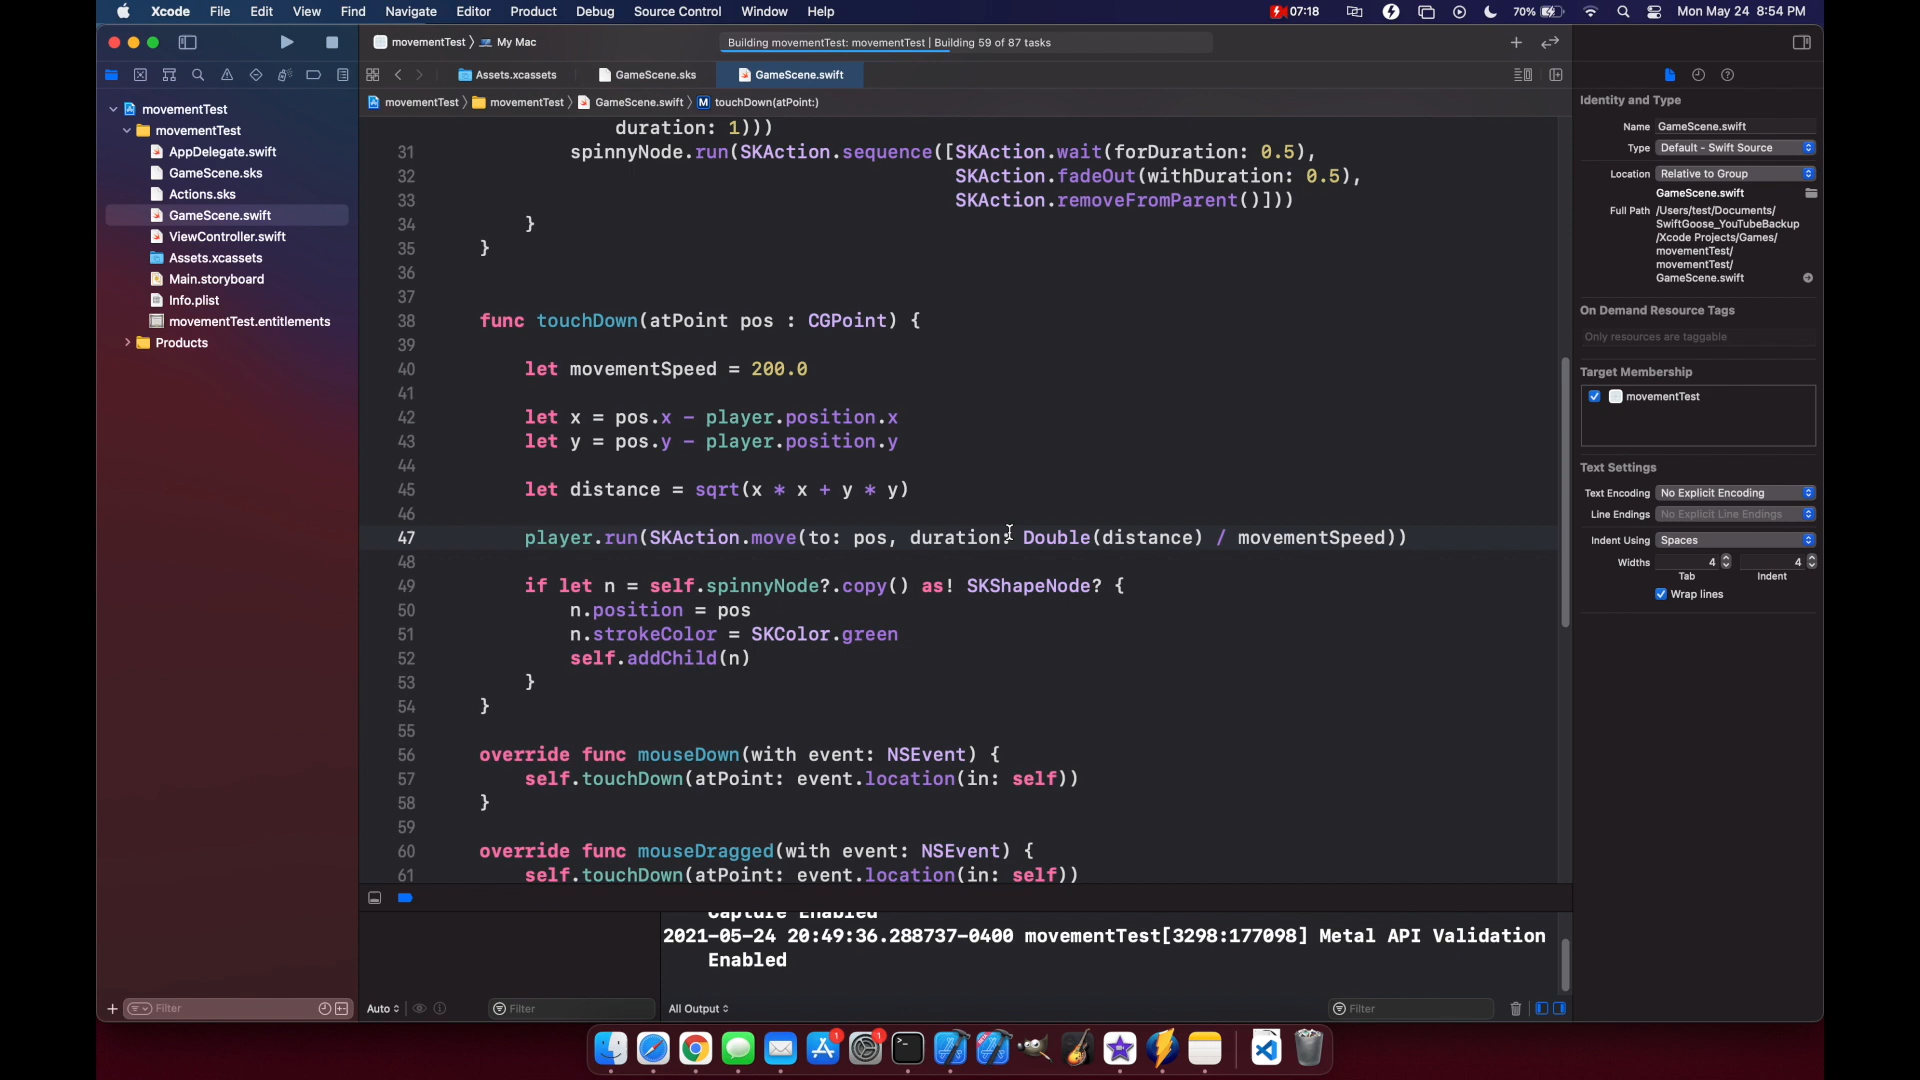 Xcode File Edit View Find Navigate Editor Product Debug Source Control Window Help 07:18 70% Mon May 24 8:54 PM
movementTest My Mac Building movementTest: movementTest | Building 59 of 87 tasks
Assets.xcassets GameScene.sks GameScene.swift
movementTest movementTest GameScene.swift M touchDown(atPoint:)
movementTest
movementTest
AppDelegate.swift
GameScene.sks
Actions.sks
GameScene.swift
ViewController.swift
Assets.xcassets
Main.storyboard
Info.plist
movementTest.entitlements
Products
Filter
duration: 1)))
31 spinnyNode.run(SKAction.sequence([SKAction.wait(forDuration: 0.5),
32 SKAction.fadeOut(withDuration: 0.5),
33 SKAction.removeFromParent()]))
34 }
35 }
36
37
38 func touchDown(atPoint pos : CGPoint) {
39
40 let movementSpeed = 200.0
41
42 let x = pos.x - player.position.x
43 let y = pos.y - player.position.y
44
45 let distance = sqrt(x * x + y * y)
46
47 player.run(SKAction.move(to: pos, duration: Double(distance) / movementSpeed))
48
49 if let n = self.spinnyNode?.copy() as! SKShapeNode? {
50 n.position = pos
51 n.strokeColor = SKColor.green
52 self.addChild(n)
53 }
54 }
55
56 override func mouseDown(with event: NSEvent) {
57 self.touchDown(atPoint: event.location(in: self))
58 }
59
60 override func mouseDragged(with event: NSEvent) {
61 self.touchDown(atPoint: event.location(in: self))
Capture Enabled
2021-05-24 20:49:36.288737-0400 movementTest[3298:177098] Metal API Validation
Enabled
Auto Filter All Output Filter
Identity and Type
Name GameScene.swift
Type Default - Swift Source
Location Relative to Group
GameScene.swift
Full Path /Users/test/Documents/
SwiftGoose_YouTubeBackup
/Xcode Projects/Games/
movementTest/
movementTest/
GameScene.swift
On Demand Resource Tags
Only resources are taggable
Target Membership
movementTest
Text Settings
Text Encoding No Explicit Encoding
Line Endings No Explicit Line Endings
Indent Using Spaces
Widths 4 4
Tab Indent
Wrap lines
1 1